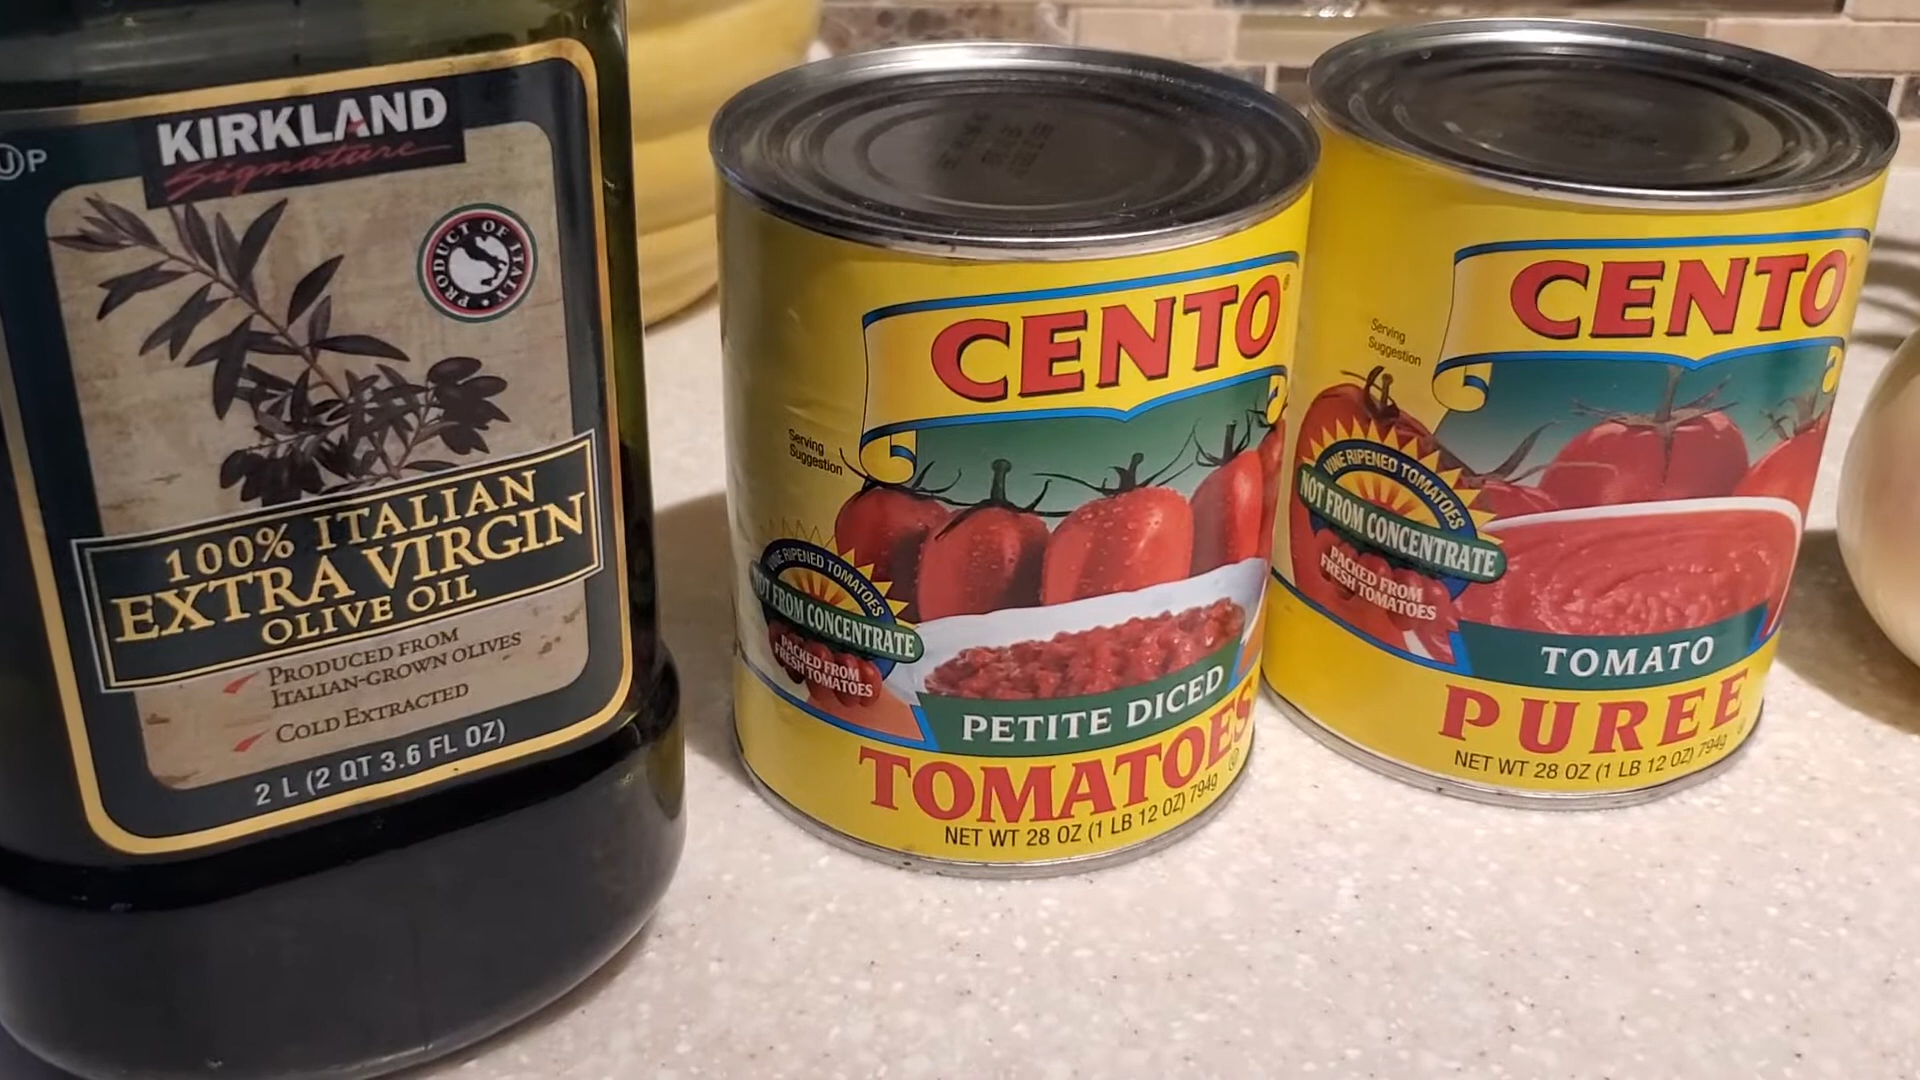 ⓊP
KIRKLAND
Signature
PRODUCT OF ITALY
100% ITALIAN
EXTRA VIRGIN
OLIVE OIL
PRODUCED FROM
ITALIAN-GROWN OLIVES
COLD EXTRACTED
2 L (2 QT 3.6 FL OZ)
CENTO®
Serving
Suggestion
VINE RIPENED TOMATOES
NOT FROM CONCENTRATE
PACKED FROM
FRESH TOMATOES
PETITE DICED
TOMATOES
NET WT 28 OZ (1 LB 12 OZ) 794g
CENTO
Serving
Suggestion
VINE RIPENED TOMATOES
NOT FROM CONCENTRATE
PACKED FROM
FRESH TOMATOES
TOMATO
PUREE
NET WT 28 OZ (1 LB 12 OZ) 794g